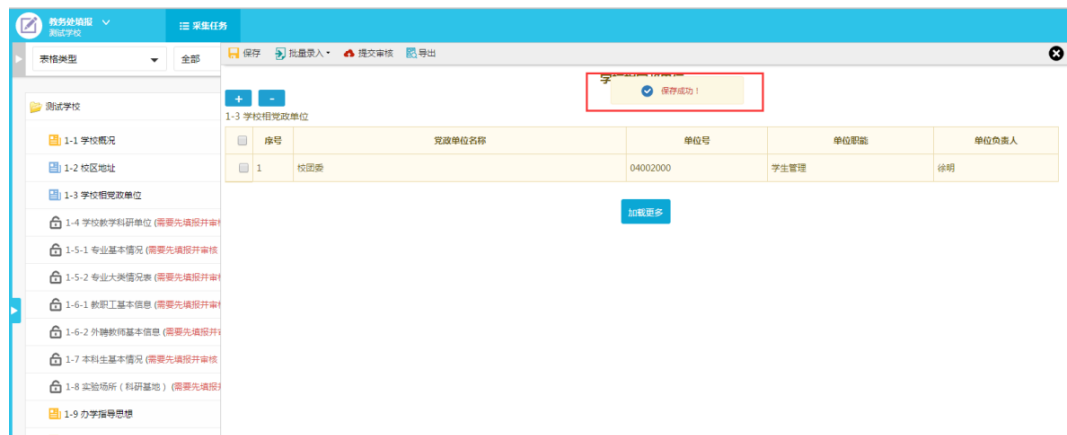 教务处填报
测试学校
采集任务
表格类型
全部
保存
批量录入
提交审核
导出
保存成功！
测试学校
1-1 学校概况
1-2 校区地址
1-3 学校相党政单位
1-4 学校教学科研单位 (需要先填报并审
1-5-1 专业基本情况 (需要先填报并审核
1-5-2 专业大类情况表 (需要先填报并审
1-6-1 教职工基本信息 (需要先填报并审
1-6-2 外聘教师基本信息 (需要先填报并
1-7 本科生基本情况 (需要先填报并审核
1-8 实验场所（科研基地）(需要先填报
1-9 办学指导思想
+ -
1-3 学校相党政单位
序号 党政单位名称 单位号 单位职能 单位负责人
1 校团委 04002000 学生管理 徐明
加载更多